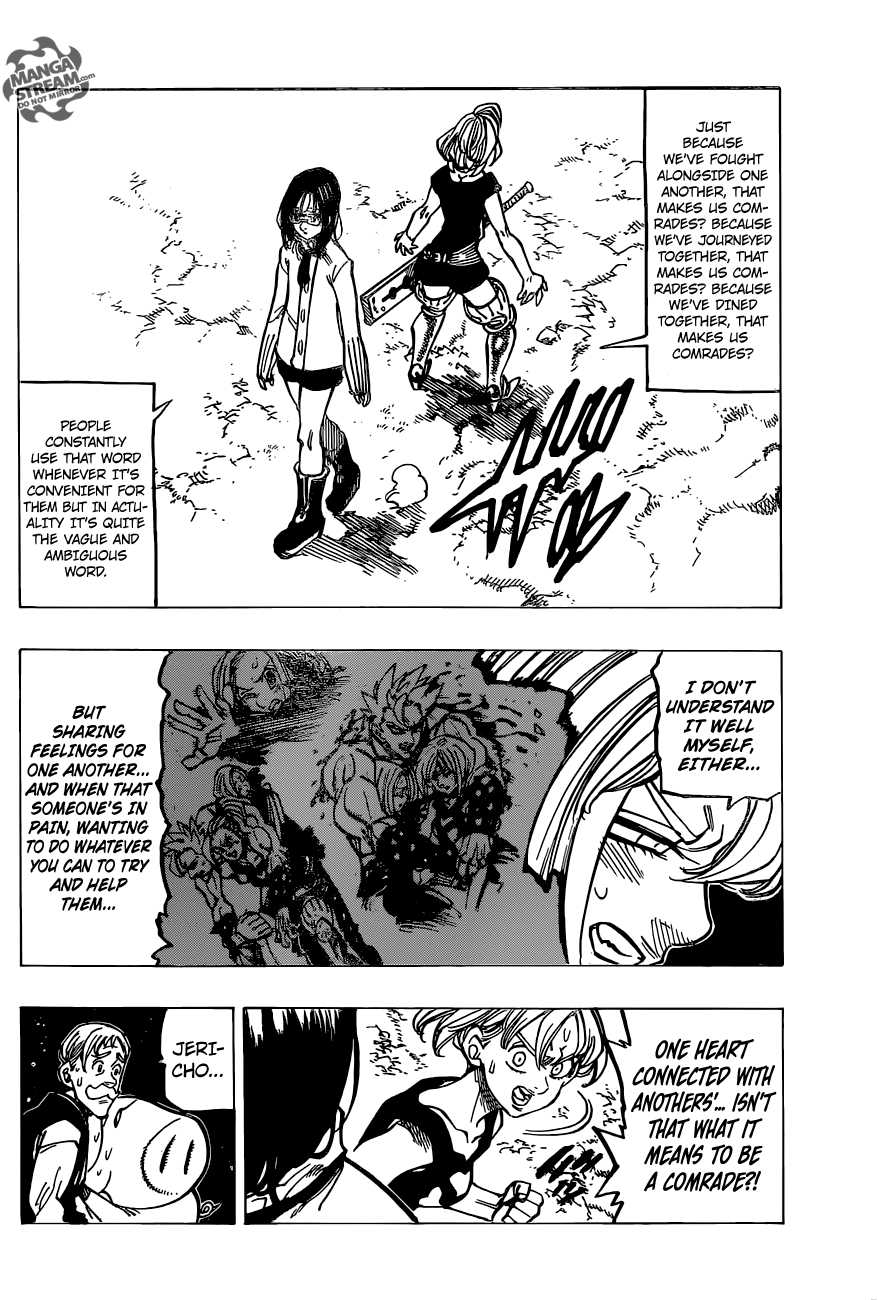 MANGA
STREAM.com
DO NOT MIRROR
JUST
BECAUSE
WE'VE FOUGHT
ALONGSIDE ONE
ANOTHER, THAT
MAKES US COM-
RADES? BECAUSE
WE'VE JOURNEYED
TOGETHER, THAT
MAKES US COM-
RADES? BECAUSE
WE'VE DINED
TOGETHER, THAT
MAKES US
COMRADES?
PEOPLE
CONSTANTLY
USE THAT WORD
WHENEVER IT'S
CONVENIENT FOR
THEM BUT IN ACTU-
ALITY IT'S QUITE
THE VAGUE AND
AMBIGUOUS
WORD.
I DON'T
UNDERSTAND
IT WELL
MYSELF,
EITHER...
BUT
SHARING
FEELINGS FOR
ONE ANOTHER...
AND WHEN THAT
SOMEONE'S IN
PAIN, WANTING
TO DO WHATEVER
YOU CAN TO TRY
AND HELP
THEM...
ONE HEART
CONNECTED WITH
ANOTHERS'... ISN'T
THAT WHAT IT
MEANS TO BE
A COMRADE?!
JERI-
CHO...